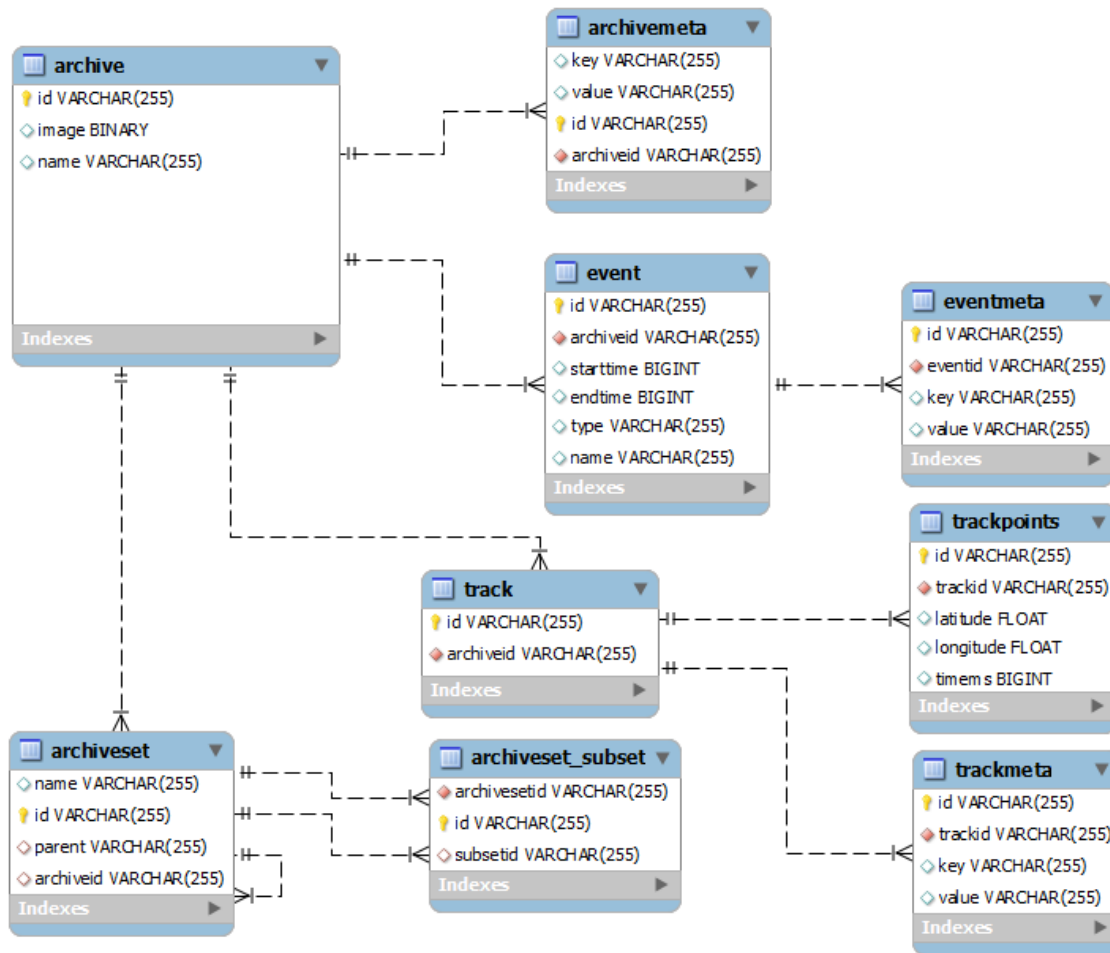 archive
id VARCHAR(255)
image BINARY
name VARCHAR(255)
Indexes
archivemeta
key VARCHAR(255)
value VARCHAR(255)
id VARCHAR(255)
archiveid VARCHAR(255)
Indexes
event
id VARCHAR(255)
archiveid VARCHAR(255)
starttime BIGINT
endtime BIGINT
type VARCHAR(255)
name VARCHAR(255)
Indexes
eventmeta
id VARCHAR(255)
eventid VARCHAR(255)
key VARCHAR(255)
value VARCHAR(255)
Indexes
trackpoints
id VARCHAR(255)
trackid VARCHAR(255)
latitude FLOAT
longitude FLOAT
timems BIGINT
Indexes
track
id VARCHAR(255)
archiveid VARCHAR(255)
Indexes
archiveset
name VARCHAR(255)
id VARCHAR(255)
parent VARCHAR(255)
archiveid VARCHAR(255)
Indexes
archiveset_subset
archivesetid VARCHAR(255)
id VARCHAR(255)
subsetid VARCHAR(255)
Indexes
trackmeta
id VARCHAR(255)
trackid VARCHAR(255)
key VARCHAR(255)
value VARCHAR(255)
Indexes